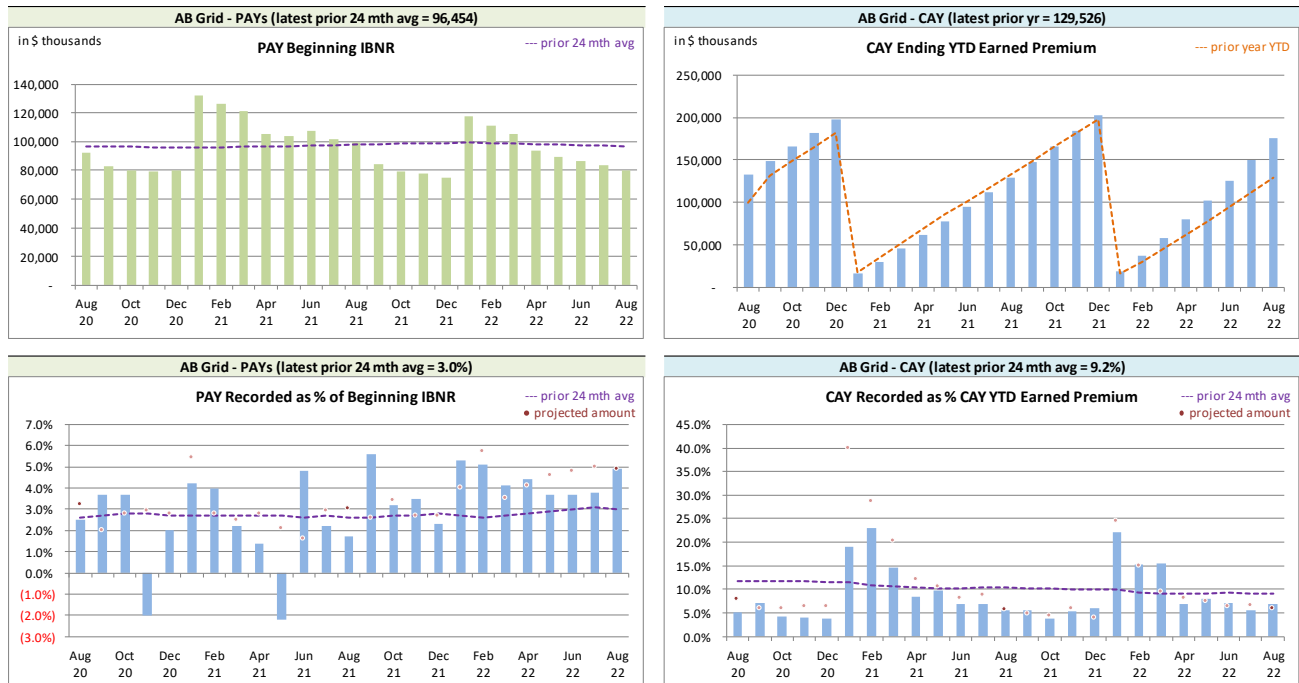 AB Grid - PAYs (latest prior 24 mth avg = 96,454)
in $ thousands
PAY Beginning IBNR
--- prior 24 mth avg
140,000
120,000
100,000
80,000
60,000
40,000
20,000
-
Aug Oct Dec Feb Apr Jun Aug Oct Dec Feb Apr Jun Aug
20 20 20 21 21 21 21 21 21 22 22 22 22
AB Grid - CAY (latest prior yr = 129,526)
in $ thousands
CAY Ending YTD Earned Premium
--- prior year YTD
250,000
200,000
150,000
100,000
50,000
-
Aug Oct Dec Feb Apr Jun Aug Oct Dec Feb Apr Jun Aug
20 20 20 21 21 21 21 21 21 22 22 22 22
AB Grid - PAYs (latest prior 24 mth avg = 3.0%)
PAY Recorded as % of Beginning IBNR
--- prior 24 mth avg
• projected amount
7.0%
6.0%
5.0%
4.0%
3.0%
2.0%
1.0%
0.0%
(1.0%)
(2.0%)
(3.0%)
Aug Oct Dec Feb Apr Jun Aug Oct Dec Feb Apr Jun Aug
20 20 20 21 21 21 21 21 21 22 22 22 22
AB Grid - CAY (latest prior 24 mth avg = 9.2%)
CAY Recorded as % CAY YTD Earned Premium
--- prior 24 mth avg
• projected amount
45.0%
40.0%
35.0%
30.0%
25.0%
20.0%
15.0%
10.0%
5.0%
0.0%
Aug Oct Dec Feb Apr Jun Aug Oct Dec Feb Apr Jun Aug
20 20 20 21 21 21 21 21 21 22 22 22 22